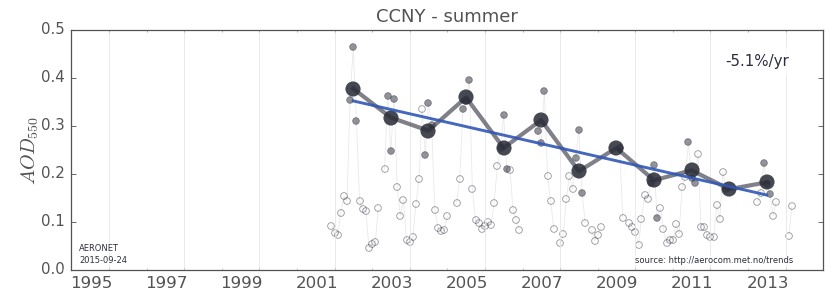 CCNY - summer
0.5
-5.1%/yr
0.4
0.3
AOD550
0.2
0.1
AERONET
2015-09-24
source: http://aerocom.met.no/trends
0.0
1995 1997 1999 2001 2003 2005 2007 2009 2011 2013